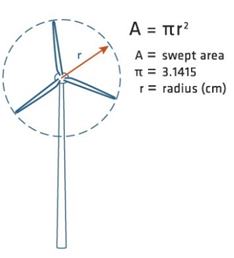 A = πr²
r
A = swept area
π = 3.1415
r = radius (cm)